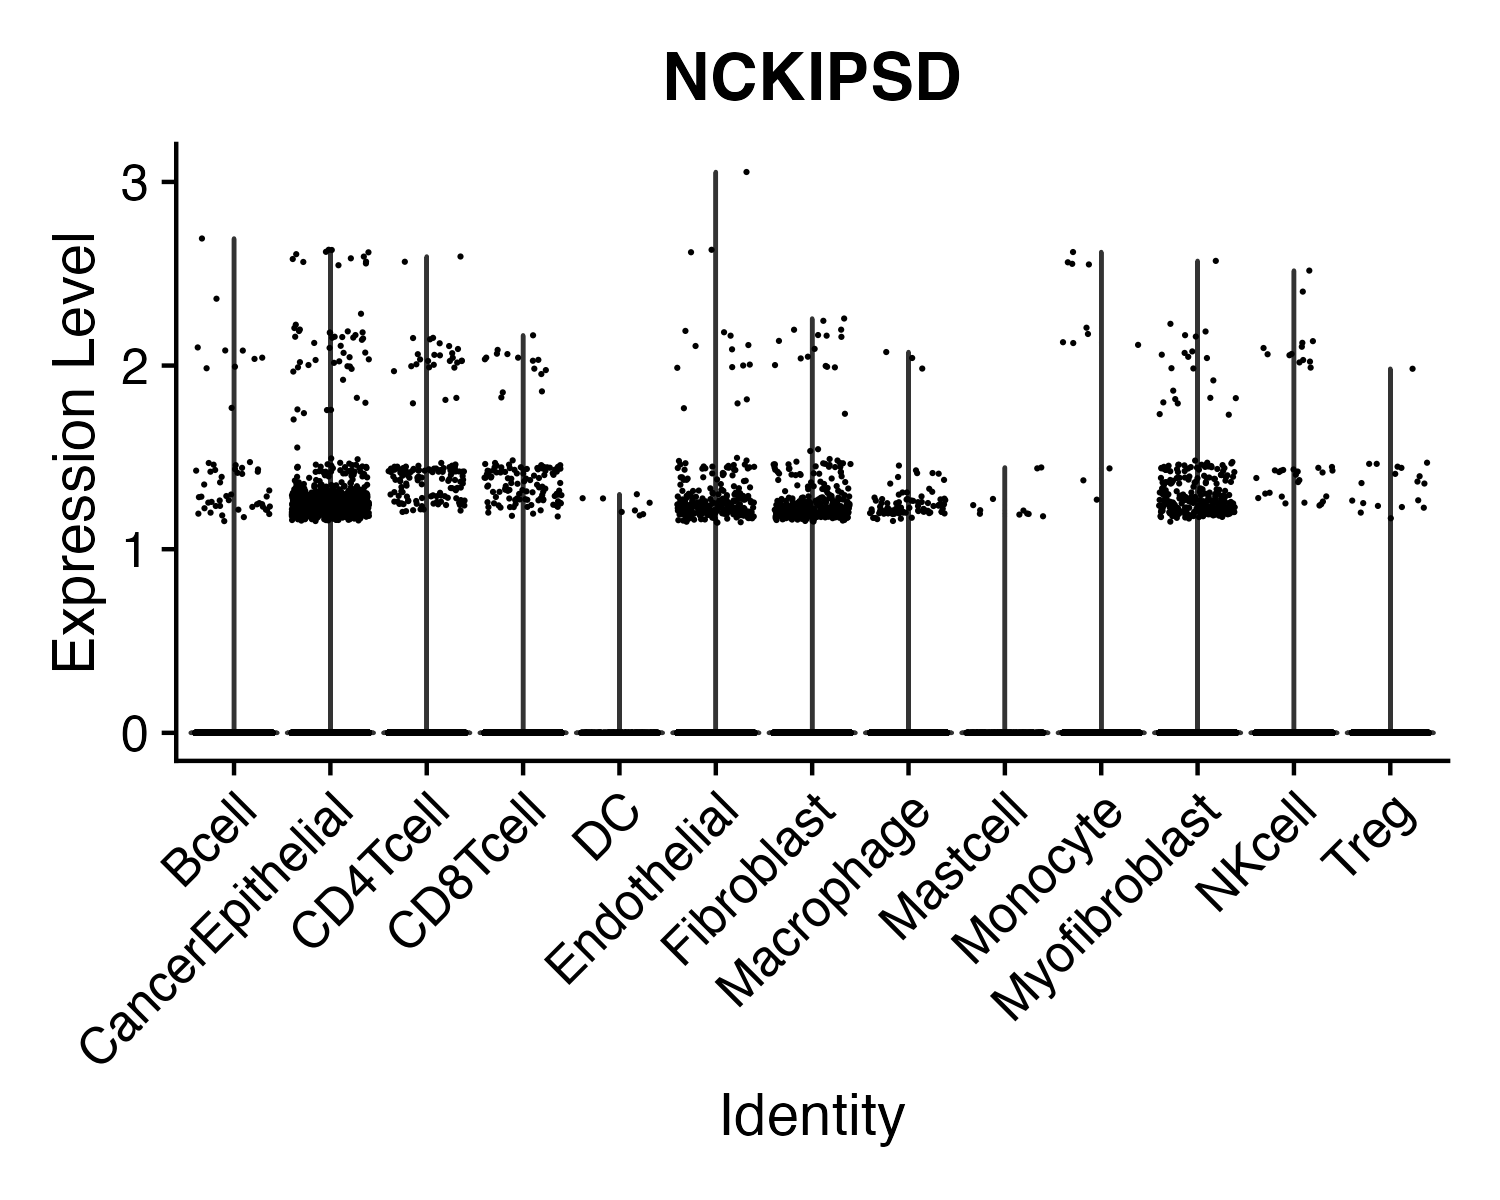 NCKIPSD
Expression Level
3
2
1
0
Bcell
CancerEpithelial
CD4Tcell
CD8Tcell
DC
Endothelial
Fibroblast
Macrophage
Mastcell
Monocyte
Myofibroblast
NKcell
Treg
Identity